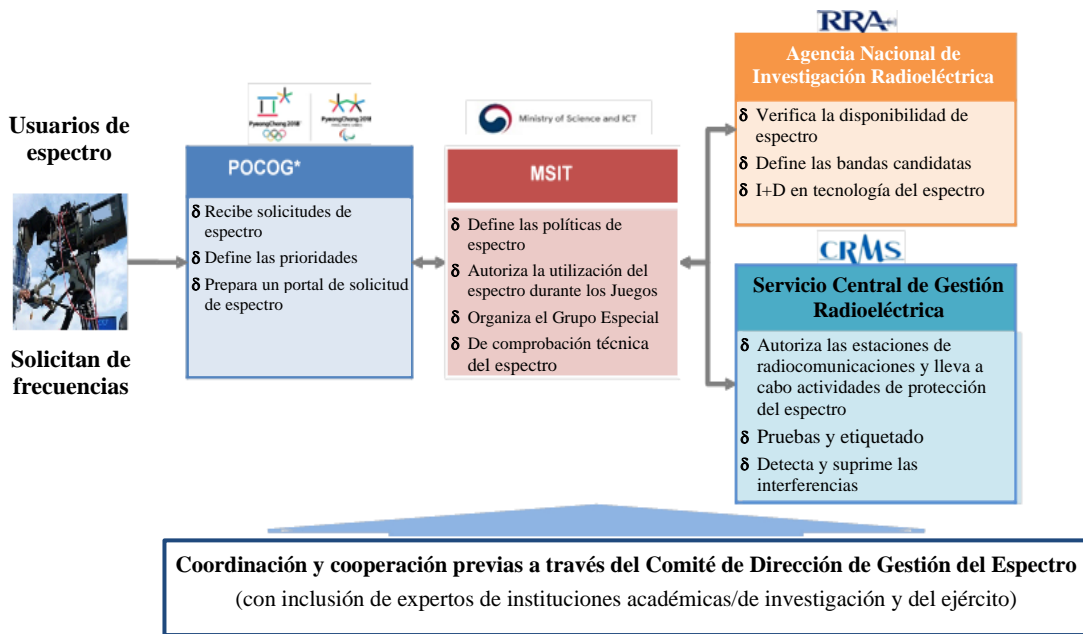 Usuarios de
espectro
Solicitan de
frecuencias
PyeongChang 2018
PyeongChang 2018
POCOG*
δ Recibe solicitudes de
espectro
δ Define las prioridades
δ Prepara un portal de solicitud
de espectro
Ministry of Science and ICT
MSIT
δ Define las políticas de
espectro
δ Autoriza la utilización del
espectro durante los Juegos
δ Organiza el Grupo Especial
δ De comprobación técnica
del espectro
RRA
Agencia Nacional de
Investigación Radioeléctrica
δ Verifica la disponibilidad de
espectro
δ Define las bandas candidatas
δ I+D en tecnología del espectro
CRMS
Servicio Central de Gestión
Radioeléctrica
δ Autoriza las estaciones de
radiocomunicaciones y lleva a
cabo actividades de protección
del espectro
δ Pruebas y etiquetado
δ Detecta y suprime las
interferencias
Coordinación y cooperación previas a través del Comité de Dirección de Gestión del Espectro
(con inclusión de expertos de instituciones académicas/de investigación y del ejército)